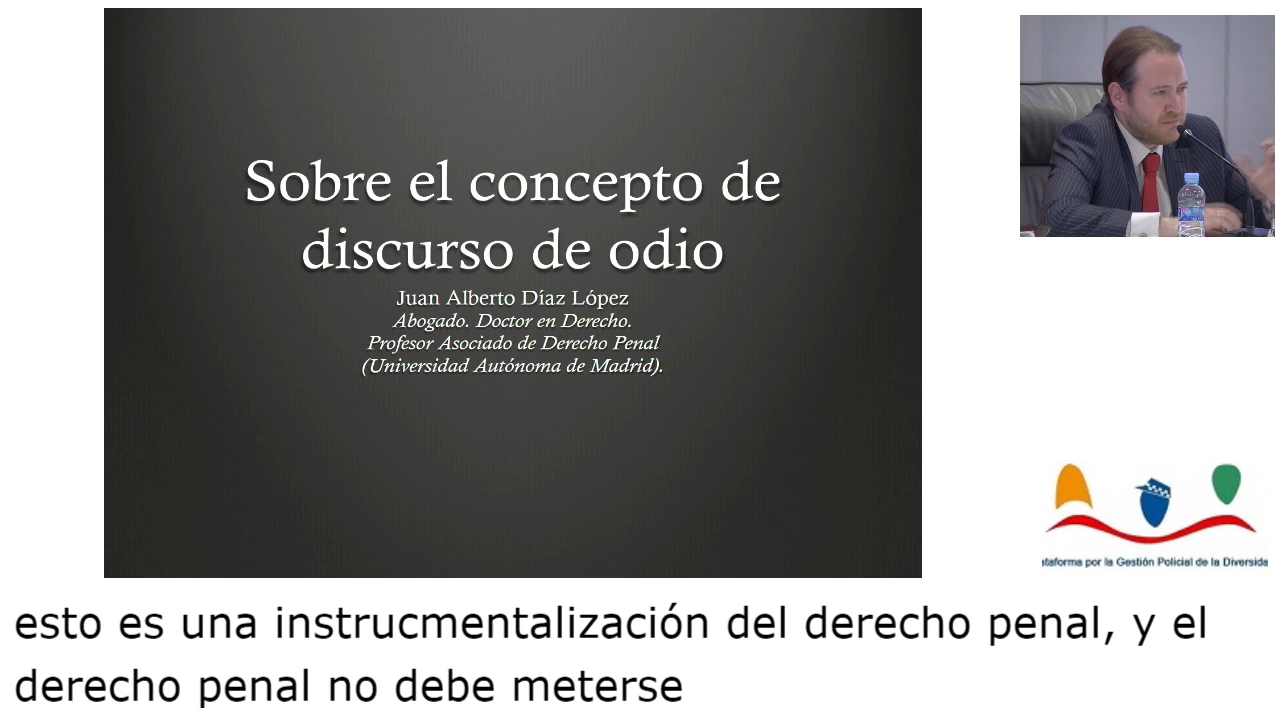 Sobre el concepto de
discurso de odio
Juan Alberto Díaz López
Abogado. Doctor en Derecho.
Profesor Asociado de Derecho Penal
(Universidad Autónoma de Madrid).
ataforma por la Gestión Policial de la Diversida
esto es una instrucmentalización del derecho penal, y el
derecho penal no debe meterse